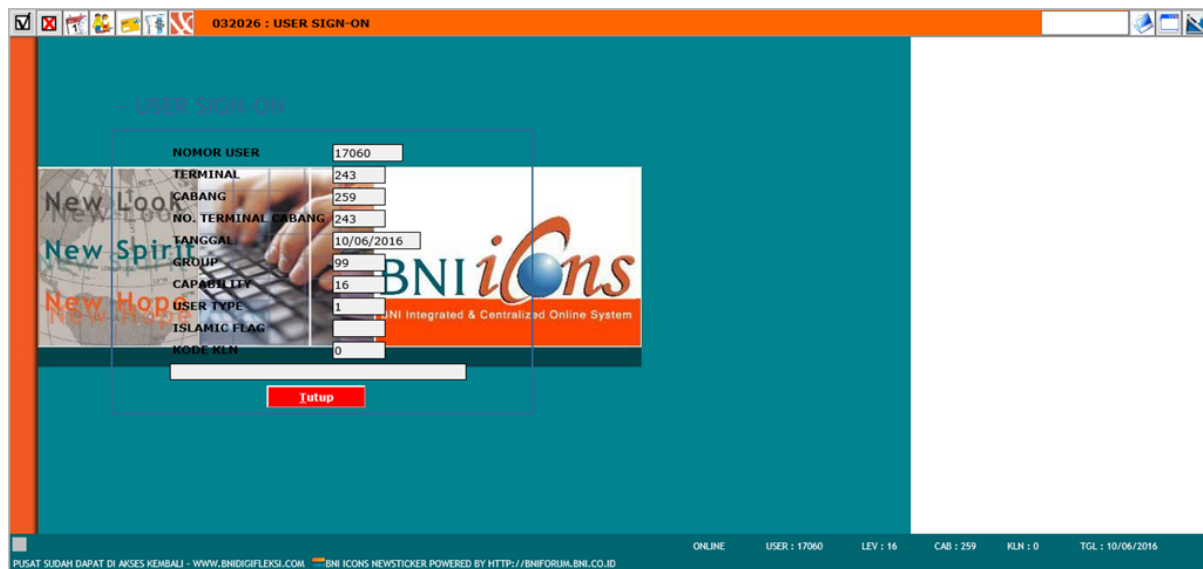 032026 : USER SIGN-ON
- USER SIGN-ON
NOMOR USER 17060
TERMINAL 243
CABANG 259
NO. TERMINAL CABANG 243
TANGGAL 10/06/2016
GROUP 99
CAPABILITY 16
USER TYPE 1
ISLAMIC FLAG
KODE KLN 0
Tutup
New Look
New Spirit
New Hope
BNI icons
BNI Integrated & Centralized Online System
ONLINE USER : 17060 LEV : 16 CAB : 259 KLN : 0 TGL : 10/06/2016
PUSAT SUDAH DAPAT DI AKSES KEMBALI - WWW.BNIDIGIFLEKSI.COM BNI ICONS NEWSTICKER POWERED BY HTTP://BNIFORUM.BNI.CO.ID